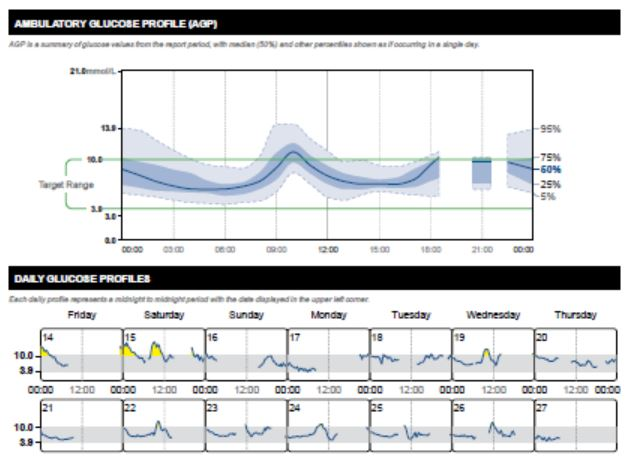 AMBULATORY GLUCOSE PROFILE (AGP)
AGP is a summary of glucose values from the report period, with median (50%) and other percentiles shown as if occurring in a single day.
21.0 mmol/L
13.9
95%
10.0
75%
50%
Target Range
25%
5%
3.9
3.0
0.0
00:00 03:00 06:00 09:00 12:00 15:00 18:00 21:00 00:00
DAILY GLUCOSE PROFILES
Each daily profile represents a midnight to midnight period with the date displayed in the upper left corner.
Friday Saturday Sunday Monday Tuesday Wednesday Thursday
14 15 16 17 18 19 20
10.0
3.9
00:00 12:00 00:00 12:00 00:00 12:00 00:00 12:00 00:00 12:00 00:00 12:00 00:00 12:00 00:00
21 22 23 24 25 26 27
10.0
3.9